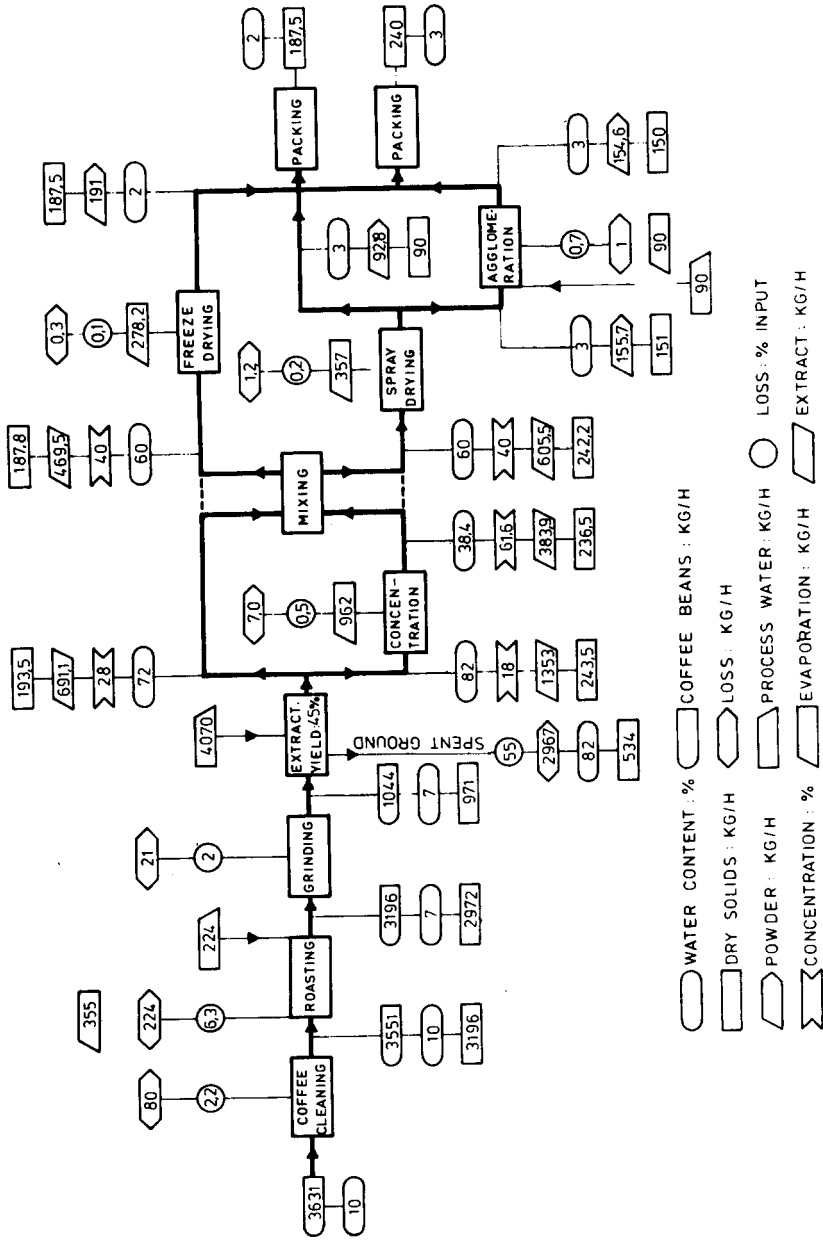 3631
10
COFFEE
CLEANING
80
2,2
3551
10
3196
355
224
6,3
ROASTING
224
3196
7
2972
21
2
GRINDING
1044
7
971
4070
EXTRACT.
YIELD:45%
SPENT GROUND
55
2967
82
534
193,5
691,1
28
72
82
18
1353
243,5
7,0
0,5
962
CONCEN-
TRATION
38,4
61,6
383,9
236,5
MIXING
187,8
469,5
40
60
60
40
605,5
242,2
0,3
0,1
278,2
FREEZE
DRYING
1,2
0,2
357
SPRAY
DRYING
187,5
191
2
3
92,8
90
3
155,7
151
AGGLOME-
RATION
0,7
1
90
90
3
154,6
150
PACKING
2
187,5
PACKING
240
3
WATER CONTENT : %
COFFEE BEANS : KG/H
DRY SOLIDS : KG/H
LOSS : KG/H
LOSS : % INPUT
POWDER : KG/H
PROCESS WATER : KG/H
CONCENTRATION : %
EVAPORATION : KG/H
EXTRACT : KG/H